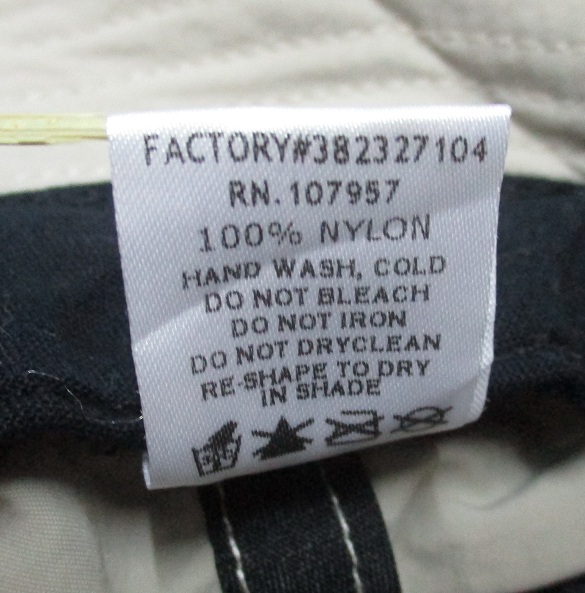 FACTORY#382327104
RN.107957
100% NYLON
HAND WASH, COLD
DO NOT BLEACH
DO NOT IRON
DO NOT DRYCLEAN
RE-SHAPE TO DRY
IN SHADE